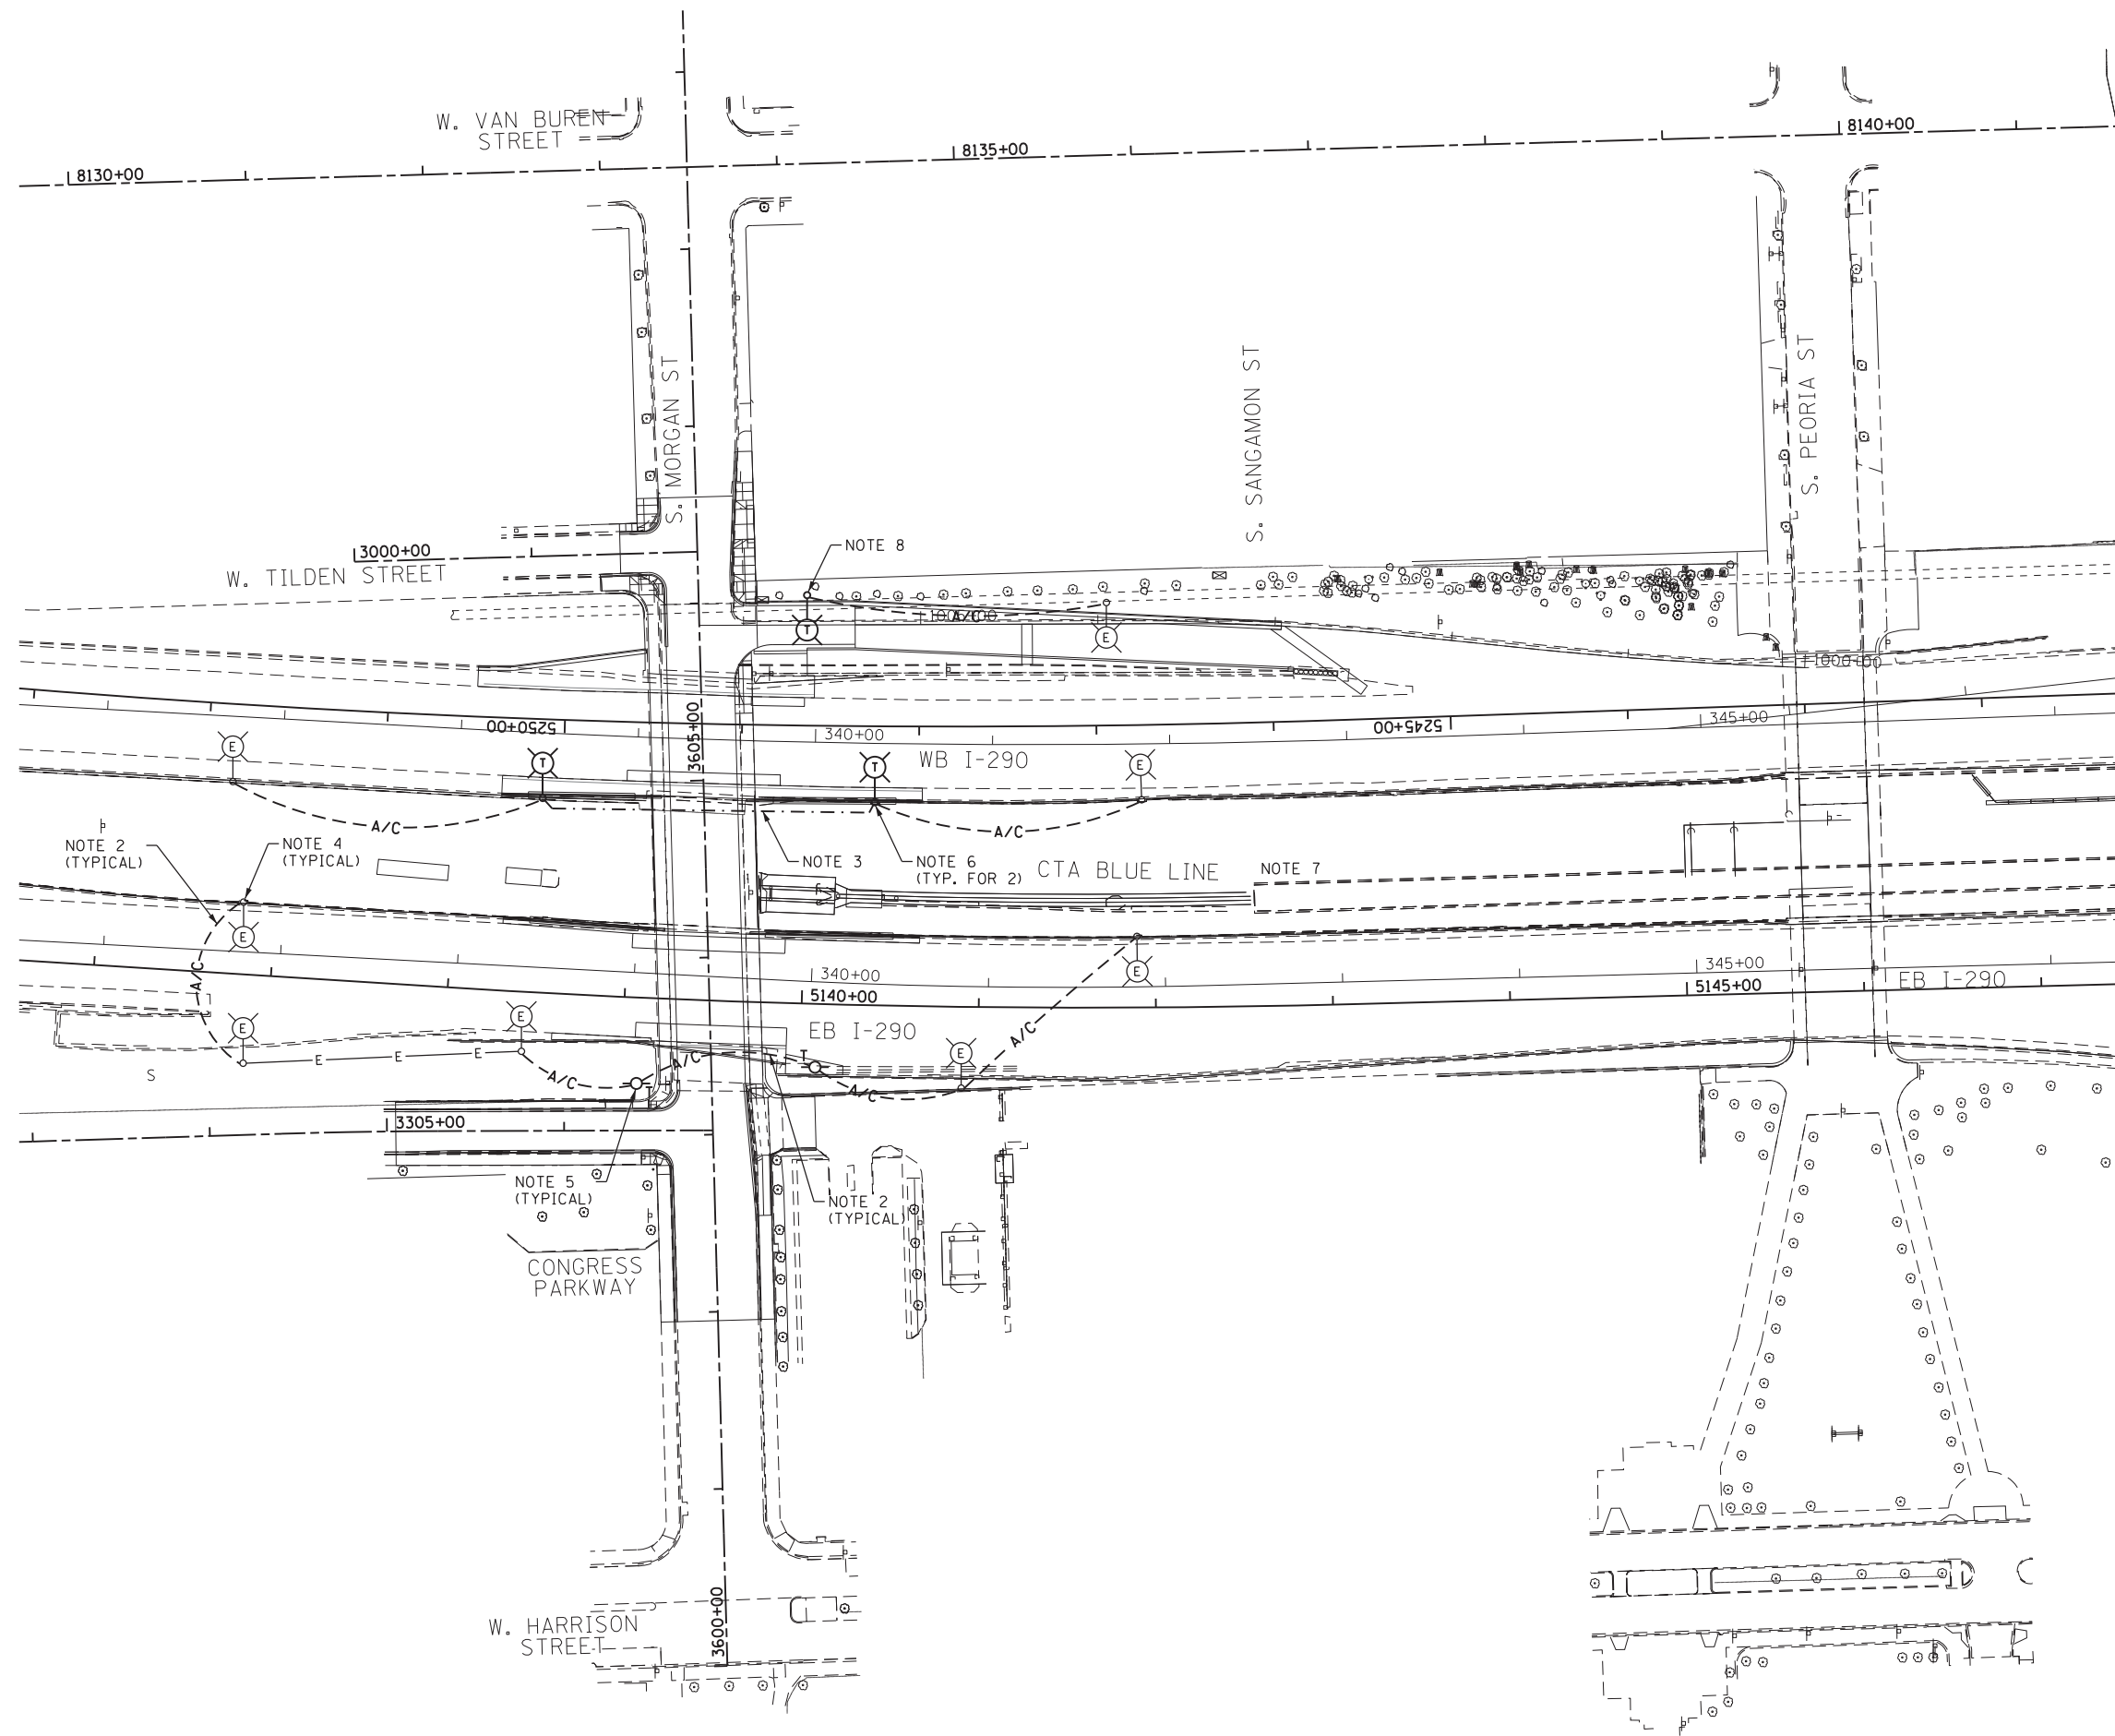 W. VAN BUREN
STREET
8130+00
8135+00
8140+00
S. MORGAN ST
S. SANGAMON ST
S. PEORIA ST
3000+00
W. TILDEN STREET
NOTE 8
T
A/C
E
1000+00
3605+00
5250+00
340+00
5245+00
345+00
WB I-290
E
T
T
E
A/C
A/C
NOTE 2
(TYPICAL)
NOTE 4
(TYPICAL)
NOTE 3
NOTE 6
(TYP. FOR 2)
CTA BLUE LINE
NOTE 7
E
E
A/C
340+00
345+00
5140+00
5145+00
EB I-290
EB I-290
E
E
E
E
E
A/C
A/C
T
A/C
E
A/C
S
3305+00
NOTE 5
(TYPICAL)
NOTE 2
(TYPICAL)
CONGRESS
PARKWAY
W. HARRISON
STREET
3600+00